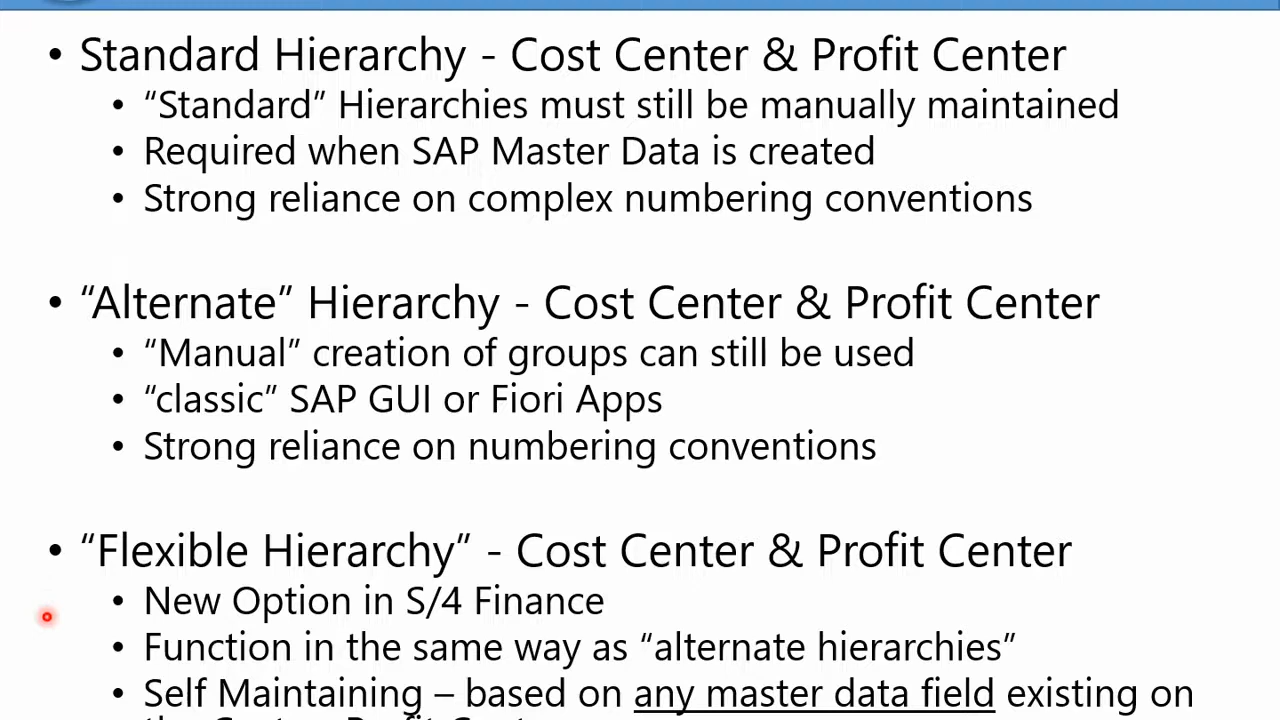 • Standard Hierarchy - Cost Center & Profit Center
• “Standard” Hierarchies must still be manually maintained
• Required when SAP Master Data is created
• Strong reliance on complex numbering conventions
• “Alternate” Hierarchy - Cost Center & Profit Center
• “Manual” creation of groups can still be used
• “classic” SAP GUI or Fiori Apps
• Strong reliance on numbering conventions
• “Flexible Hierarchy” - Cost Center & Profit Center
• New Option in S/4 Finance
• Function in the same way as “alternate hierarchies”
• Self Maintaining – based on any master data field existing on